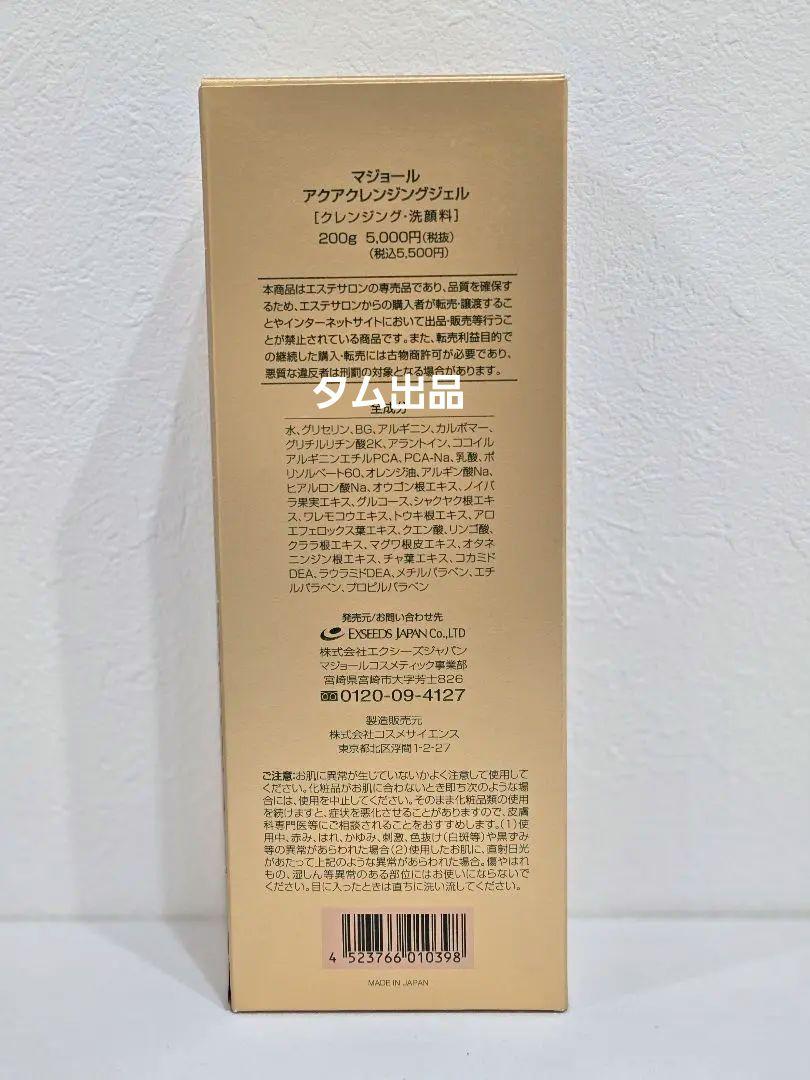 マジョール
アクアクレンジングジェル
[クレンジング・洗顔料]
200g 5,000円(税抜)
(税込5,500円)
本商品はエステサロンの専売品であり、品質を確保す
るため、エステサロンからの購入者が転売・譲渡するこ
とやインターネットサイトにおいて出品・販売等行うこ
とが禁止されている商品です。また、転売利益目的で
の継続した購入・転売には古物商許可が必要であり、
悪質な違反者は刑罰の対象となる場合があります。
タム出品
全成分
水、グリセリン、BG、アルギニン、カルボマー、
グリチルリチン酸2K、アラントイン、ココイル
アルギニンエチルPCA、PCA-Na、乳酸、ポ
リソルベート60、オレンジ油、アルギン酸Na、
ヒアルロン酸Na、オウゴン根エキス、ノイバ
ラ果実エキス、グルコース、シャクヤク根エキ
ス、ワレモコウエキス、トウキ根エキス、アロ
エフェロックス葉エキス、クエン酸、リンゴ酸、
クララ根エキス、マグワ根皮エキス、オタネ
ニンジン根エキス、チャ葉エキス、コカミド
DEA、ラウラミドDEA、メチルパラベン、エチ
ルパラベン、プロピルパラベン
発売元/お問い合わせ先
EXSEEDS JAPAN Co.,LTD
株式会社エクシーズジャパン
マジョールコスメティック事業部
宮崎県宮崎市大字芳士826
0120-09-4127
製造販売元
株式会社コスメサイエンス
東京都北区浮間1-2-27
ご注意:お肌に異常が生じていないかよく注意して使用して
ください。化粧品がお肌に合わないとき即ち次のような場
合には、使用を中止してください。そのまま化粧品類の使用
を続けますと、症状を悪化させることがありますので、皮膚
科専門医等にご相談されることをおすすめします。(1)使
用中、赤み、はれ、かゆみ、刺激、色抜け(白斑等)や黒ずみ
等の異常があらわれた場合(2)使用したお肌に、直射日光
があたって上記のような異常があらわれた場合。傷やはれ
もの、湿しん等異常のある部位にはお使いにならないで
ください。目に入ったときは直ちに洗い流してください。
4 523766 010398
MADE IN JAPAN